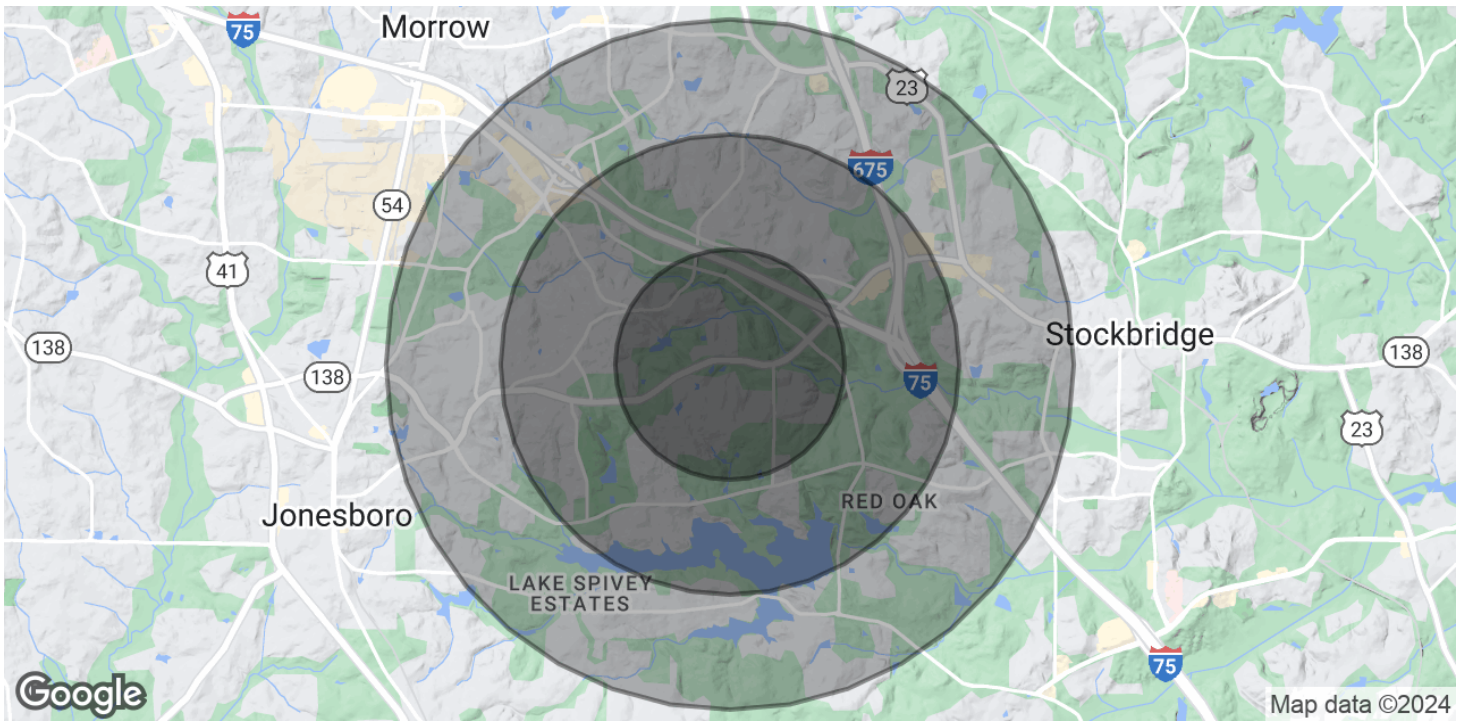 Morrow
75
23
675
54
41
Stockbridge
138
138
138
75
23
RED OAK
Jonesboro
LAKE SPIVEY
ESTATES
75
Google
Map data ©2024